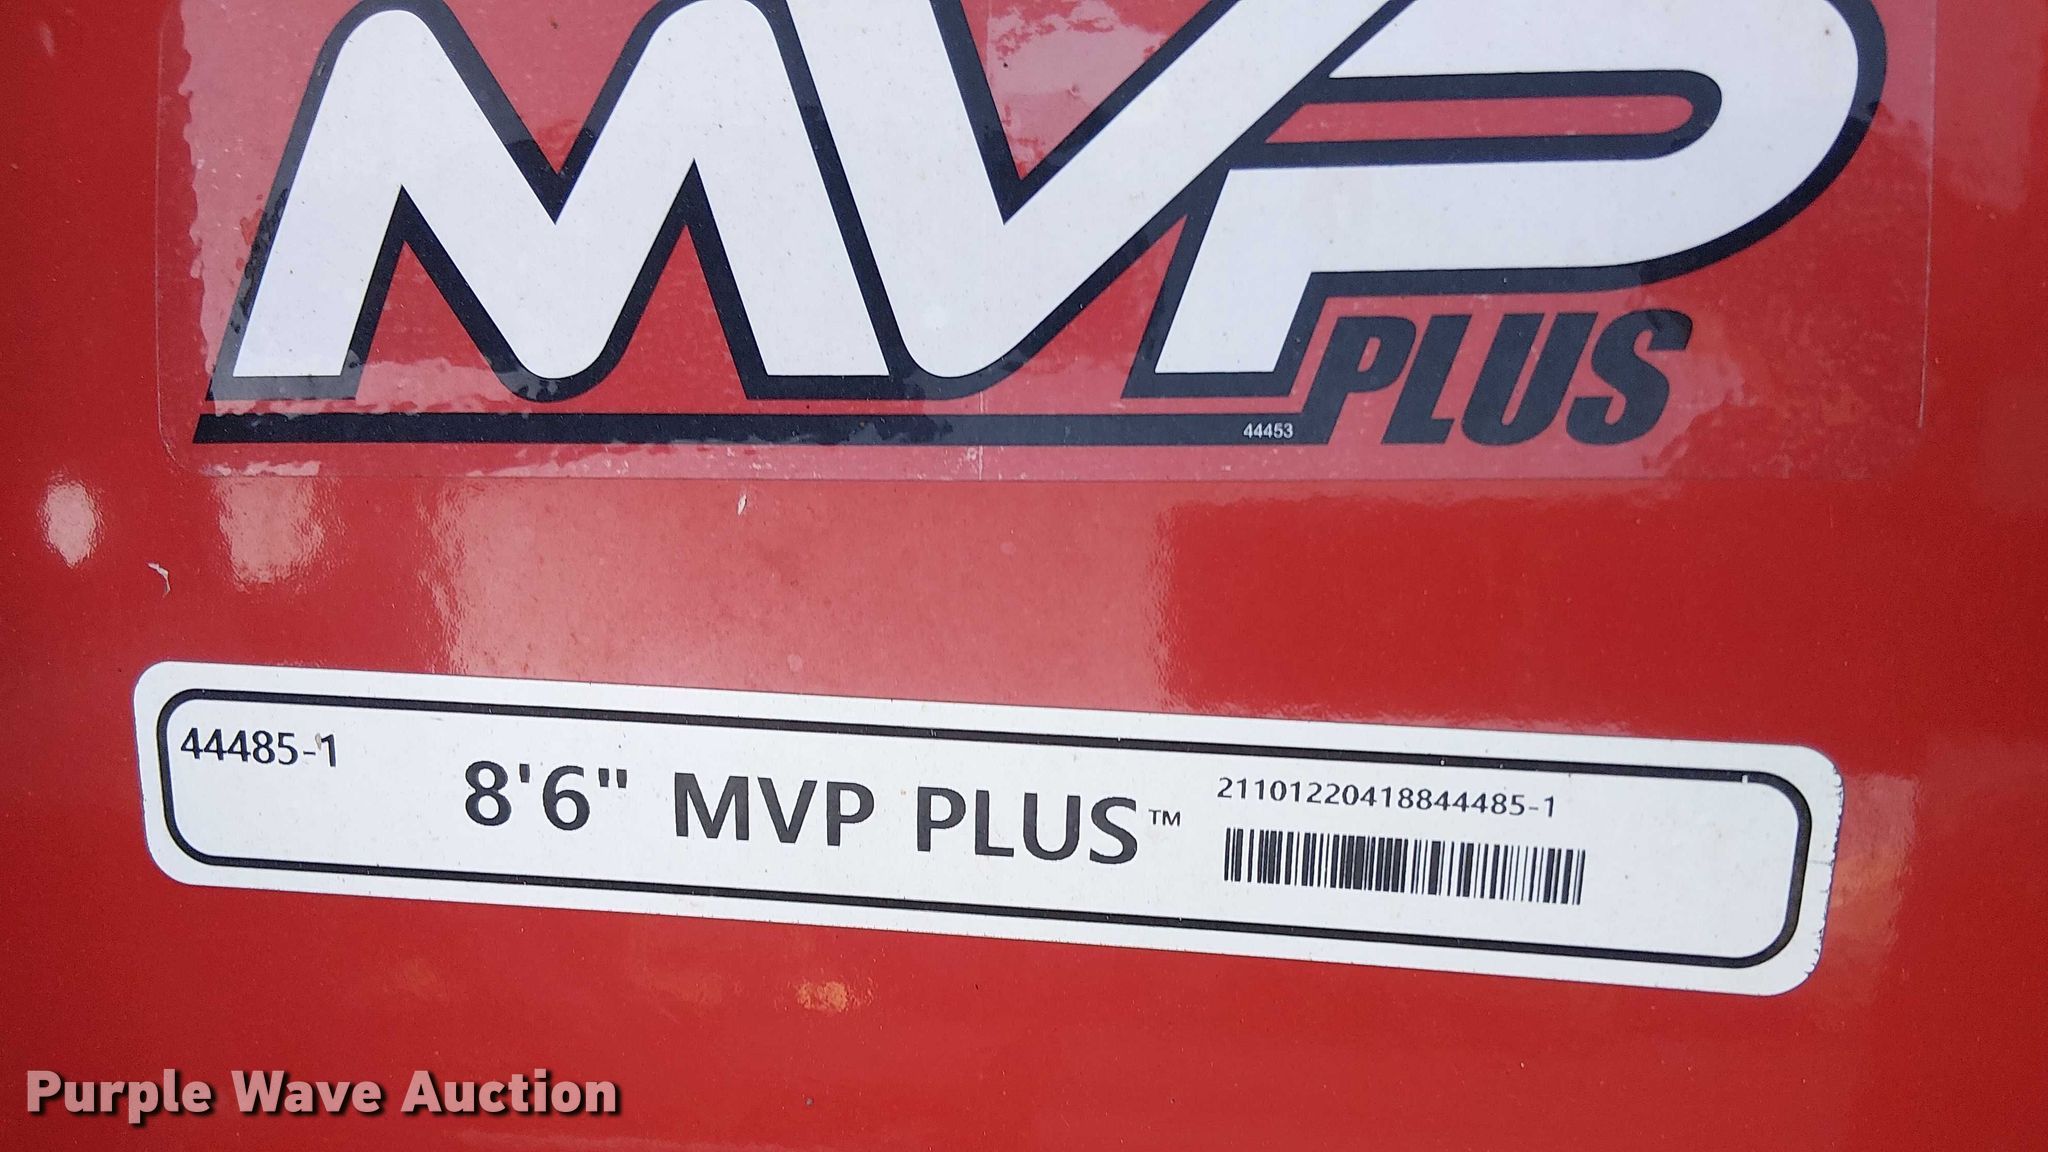 MVP
PLUS
44453
44485-1
8'6" MVP PLUS™
21101220418844485-1
Purple Wave Auction